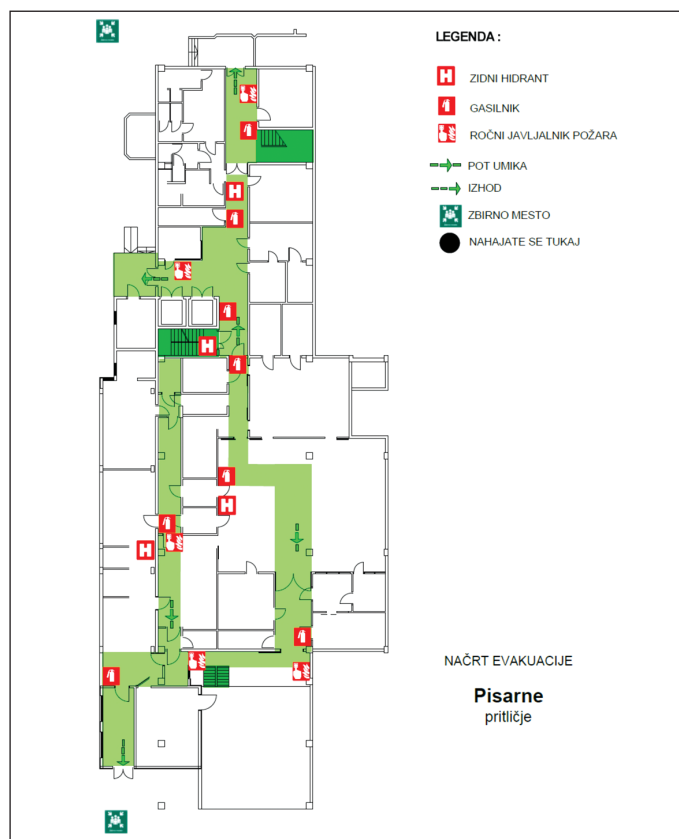 LEGENDA :
ZIDNI HIDRANT
GASILNIK
ROČNI JAVLJALNIK POŽARA
POT UMIKA
IZHOD
ZBIRNO MESTO
NAHAJATE SE TUKAJ
NAČRT EVAKUACIJE
Pisarne
pritličje